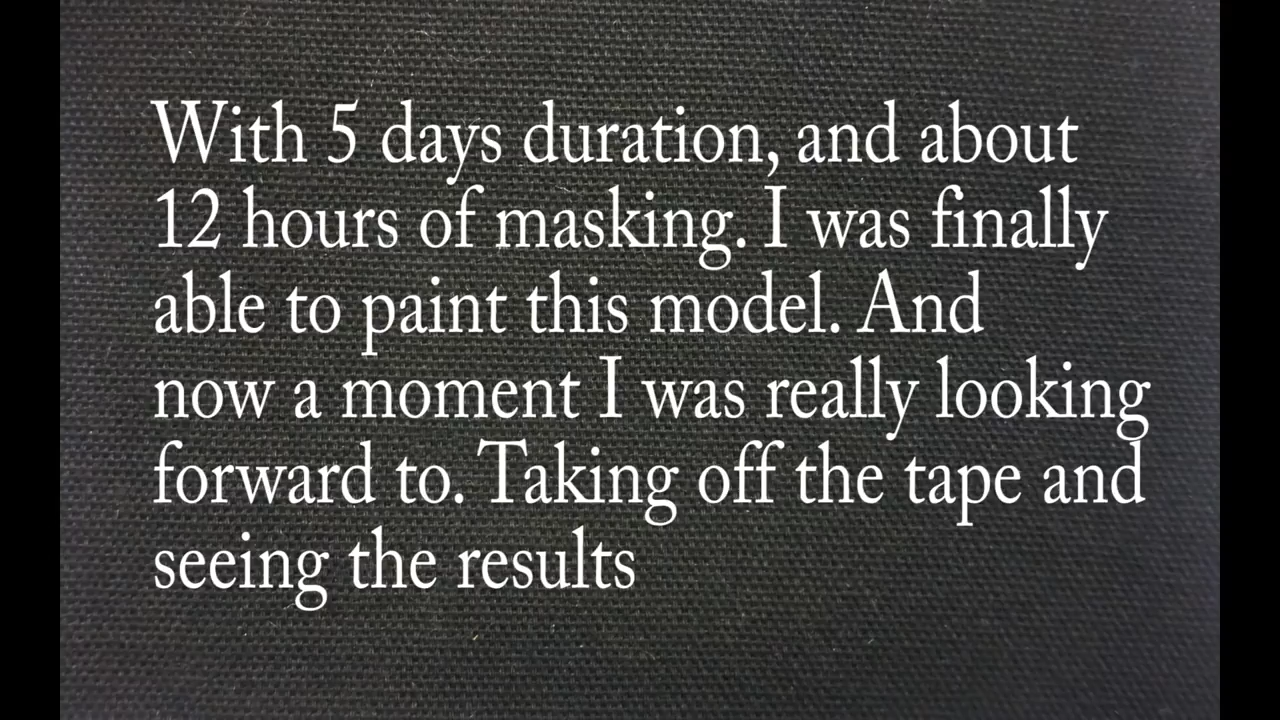 With 5 days duration, and about
12 hours of masking. I was finally
able to paint this model. And
now a moment I was really looking
forward to. Taking off the tape and
seeing the results